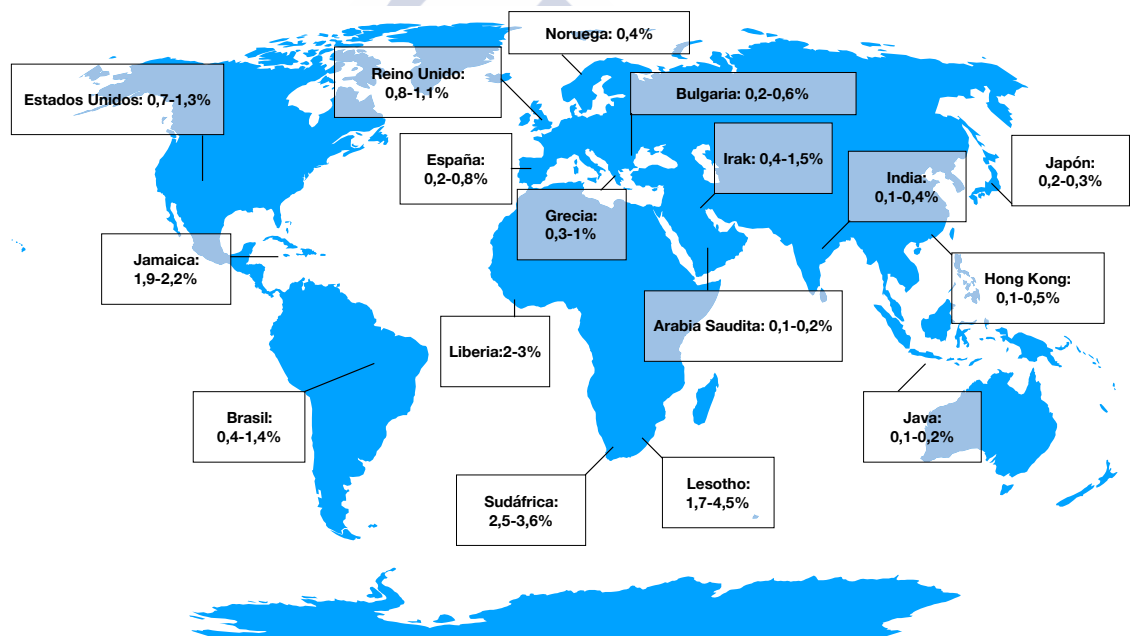 Noruega: 0,4%
Reino Unido:
0,8-1,1%
Estados Unidos: 0,7-1,3%
Bulgaria: 0,2-0,6%
España:
0,2-0,8%
Irak: 0,4-1,5%
India:
0,1-0,4%
Japón:
0,2-0,3%
Grecia:
0,3-1%
Jamaica:
1,9-2,2%
Hong Kong:
0,1-0,5%
Arabia Saudita: 0,1-0,2%
Liberia:2-3%
Brasil:
0,4-1,4%
Java:
0,1-0,2%
Sudáfrica:
2,5-3,6%
Lesotho:
1,7-4,5%